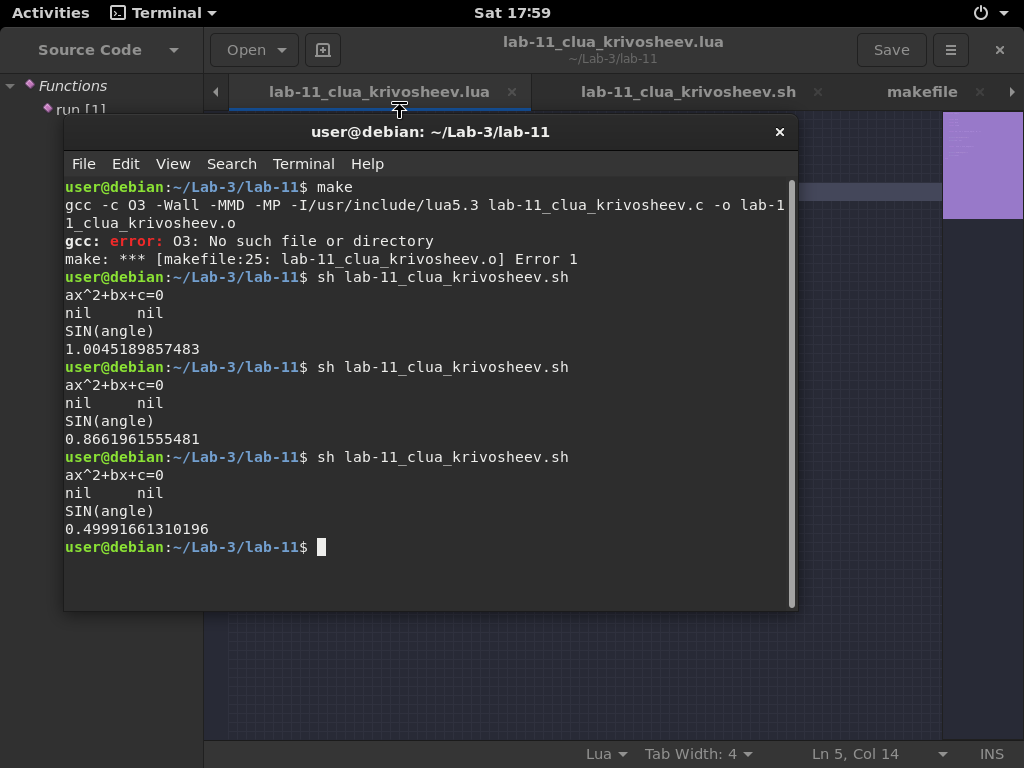 Activities Terminal Sat 17:59
Source Code Open lab-11_clua_krivosheev.lua Save
~/Lab-3/lab-11
Functions lab-11_clua_krivosheev.lua lab-11_clua_krivosheev.sh makefile
run [1]
user@debian: ~/Lab-3/lab-11
File Edit View Search Terminal Help
user@debian:~/Lab-3/lab-11$ make
gcc -c O3 -Wall -MMD -MP -I/usr/include/lua5.3 lab-11_clua_krivosheev.c -o lab-1
1_clua_krivosheev.o
gcc: error: O3: No such file or directory
make: *** [makefile:25: lab-11_clua_krivosheev.o] Error 1
user@debian:~/Lab-3/lab-11$ sh lab-11_clua_krivosheev.sh
ax^2+bx+c=0
nil     nil
SIN(angle)
1.0045189857483
user@debian:~/Lab-3/lab-11$ sh lab-11_clua_krivosheev.sh
ax^2+bx+c=0
nil     nil
SIN(angle)
0.8661961555481
user@debian:~/Lab-3/lab-11$ sh lab-11_clua_krivosheev.sh
ax^2+bx+c=0
nil     nil
SIN(angle)
0.49991661310196
user@debian:~/Lab-3/lab-11$
Lua Tab Width: 4 Ln 5, Col 14 INS